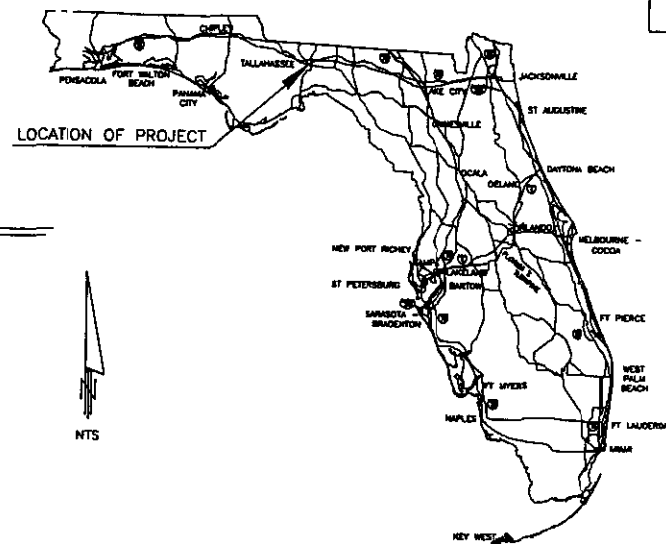 CHIPLEY
TALLAHASSEE
JACKSONVILLE
PENSACOLA
FORT WALTON
BEACH
LAKE CITY
PANAMA
CITY
ST AUGUSTINE
LOCATION OF PROJECT
OCALA
DAYTONA BEACH
DELAND
ORLANDO
MELBOURNE -
COCOA
NEW PORT RICHEY
LAKELAND
ST PETERSBURG
BARTOW
SARASOTA -
BRADENTON
FT PIERCE
WEST
PALM
BEACH
FT MYERS
NTS
NAPLES
FT LAUDERDA
MIAMI
KEY WEST